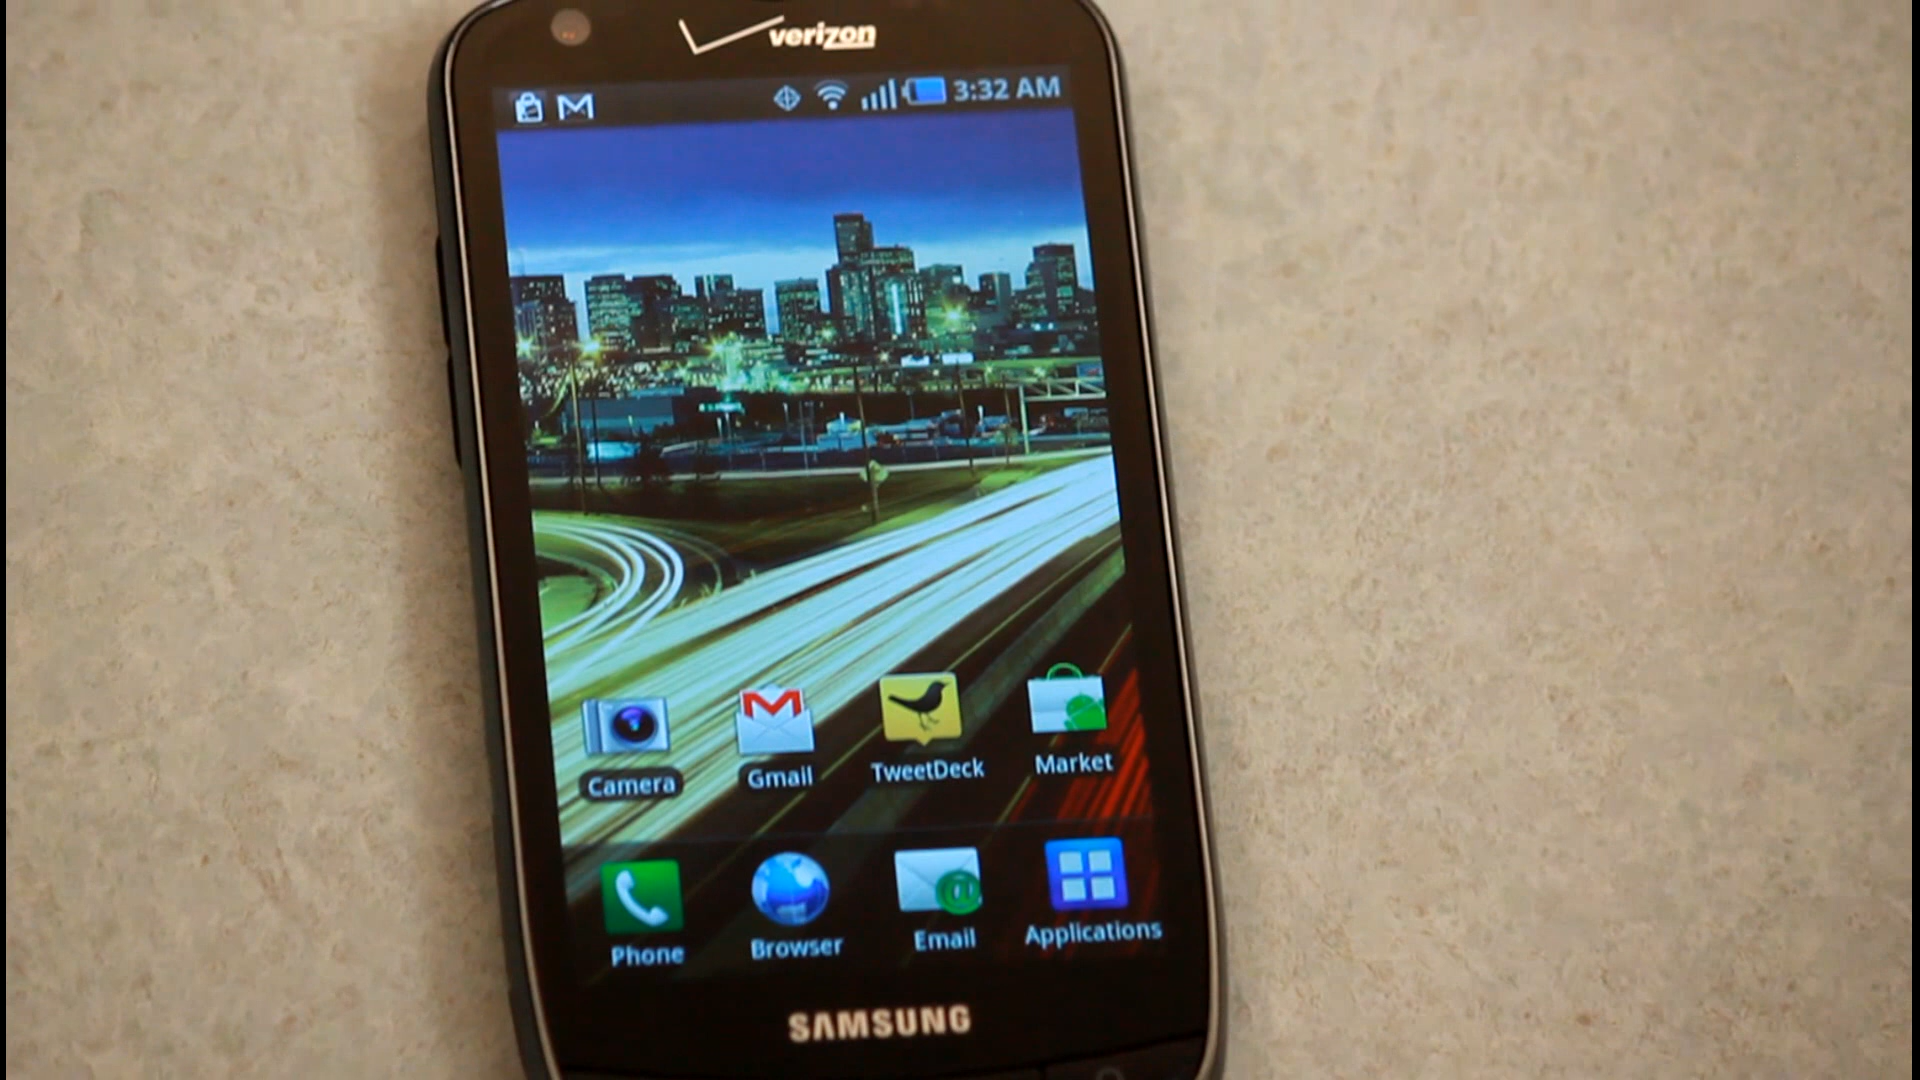 verizon
3:32 AM
Camera Gmail TweetDeck Market
Phone Browser Email Applications
SAMSUNG